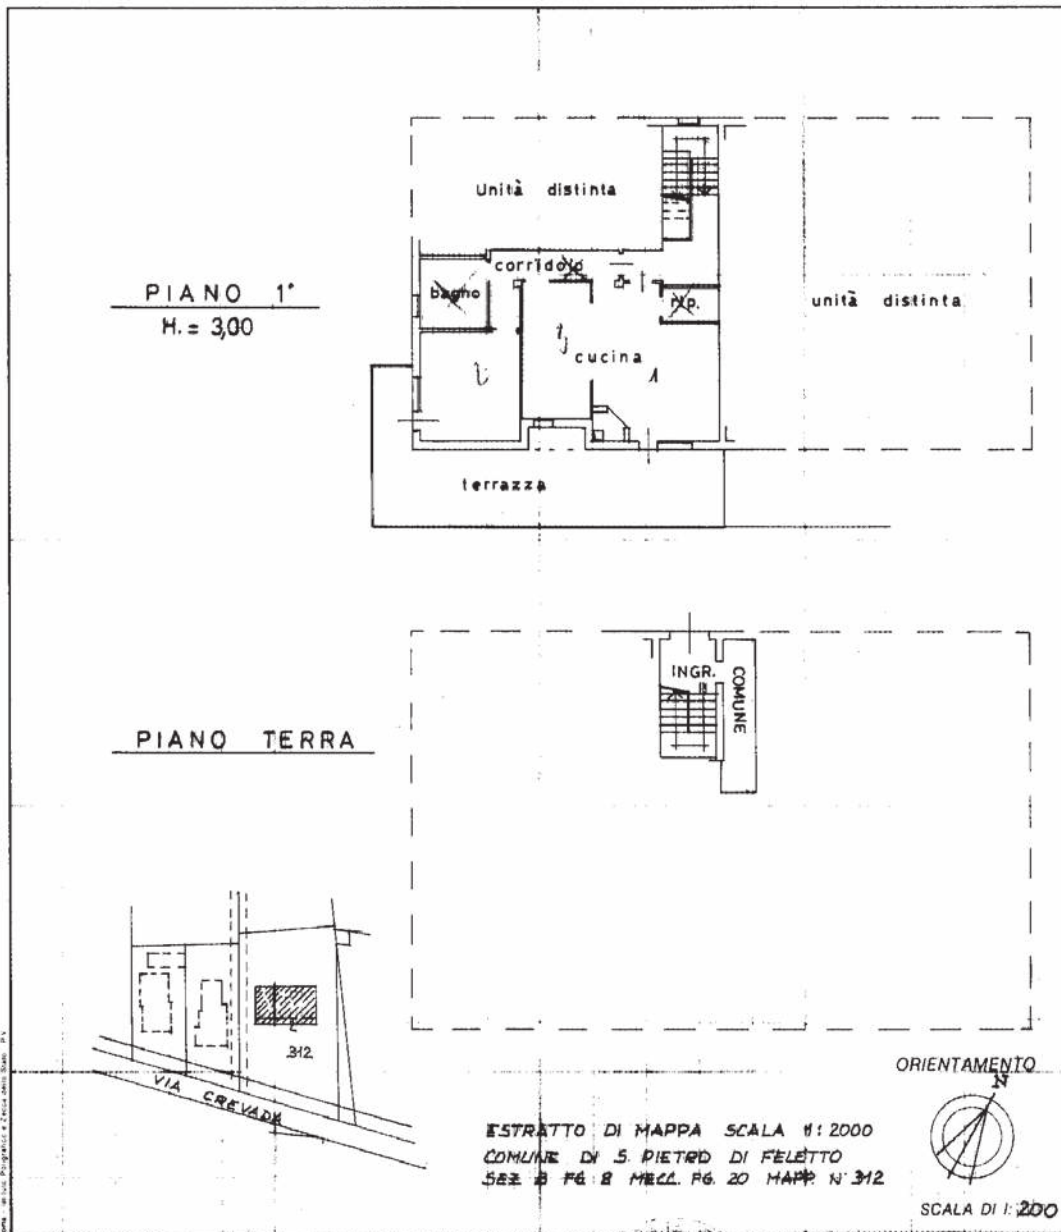 Unità distinta
corridoio
PIANO 1°
H. = 3,00
bagno
rip.
unità distinta
cucina
1
terrazza
INGR.
COMUNE
PIANO TERRA
312
VIA CREVADA
ORIENTAMENTO
N
ESTRATTO DI MAPPA SCALA 1:2000
COMUNE DI S. PIETRO DI FELETTO
SEZ B FG 8 MECC. FG. 20 MAPP. N° 312
SCALA DI 1:200